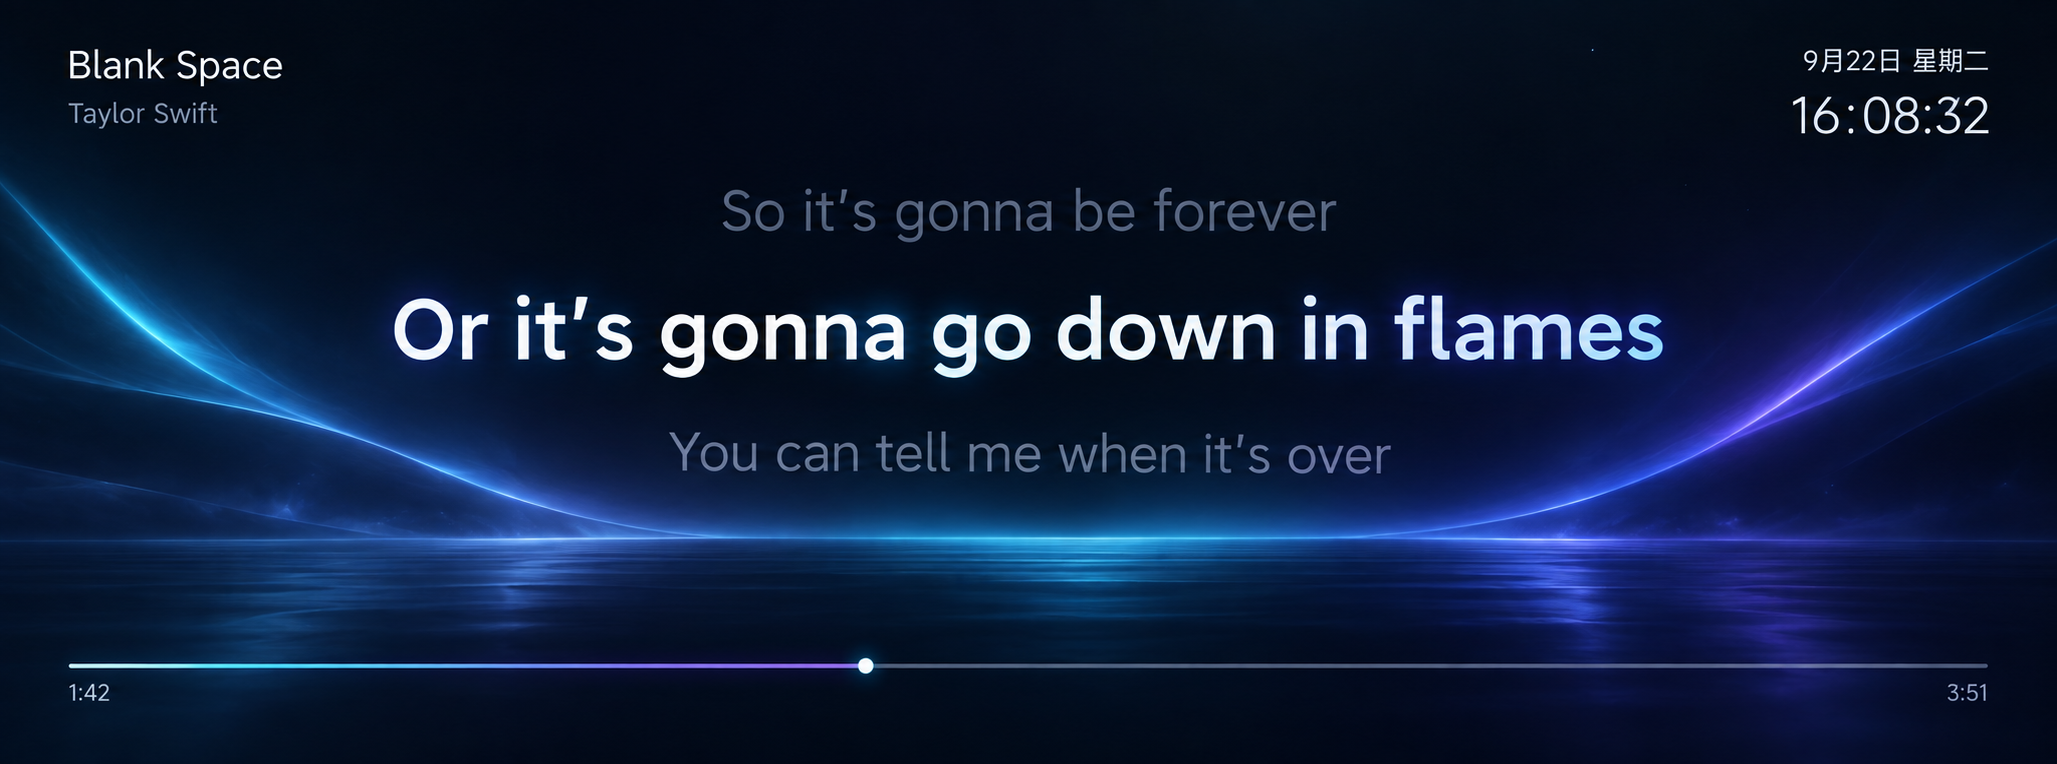 Blank Space
Taylor Swift
9月22日 星期二
16:08:32
So it's gonna be forever
Or it's gonna go down in flames
You can tell me when it's over
1:42
3:51